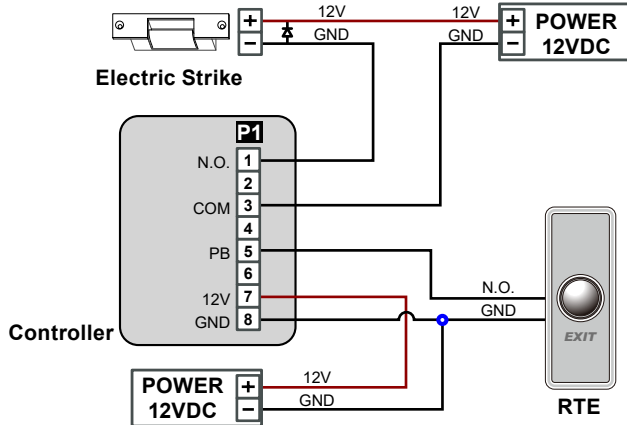 12V
12V
+
GND
−
GND
+
POWER
−
12VDC
Electric Strike
P1
N.O.
1
2
COM
3
4
PB
5
6
12V
7
GND
8
Controller
N.O.
GND
EXIT
RTE
POWER
12VDC
+
−
12V
GND